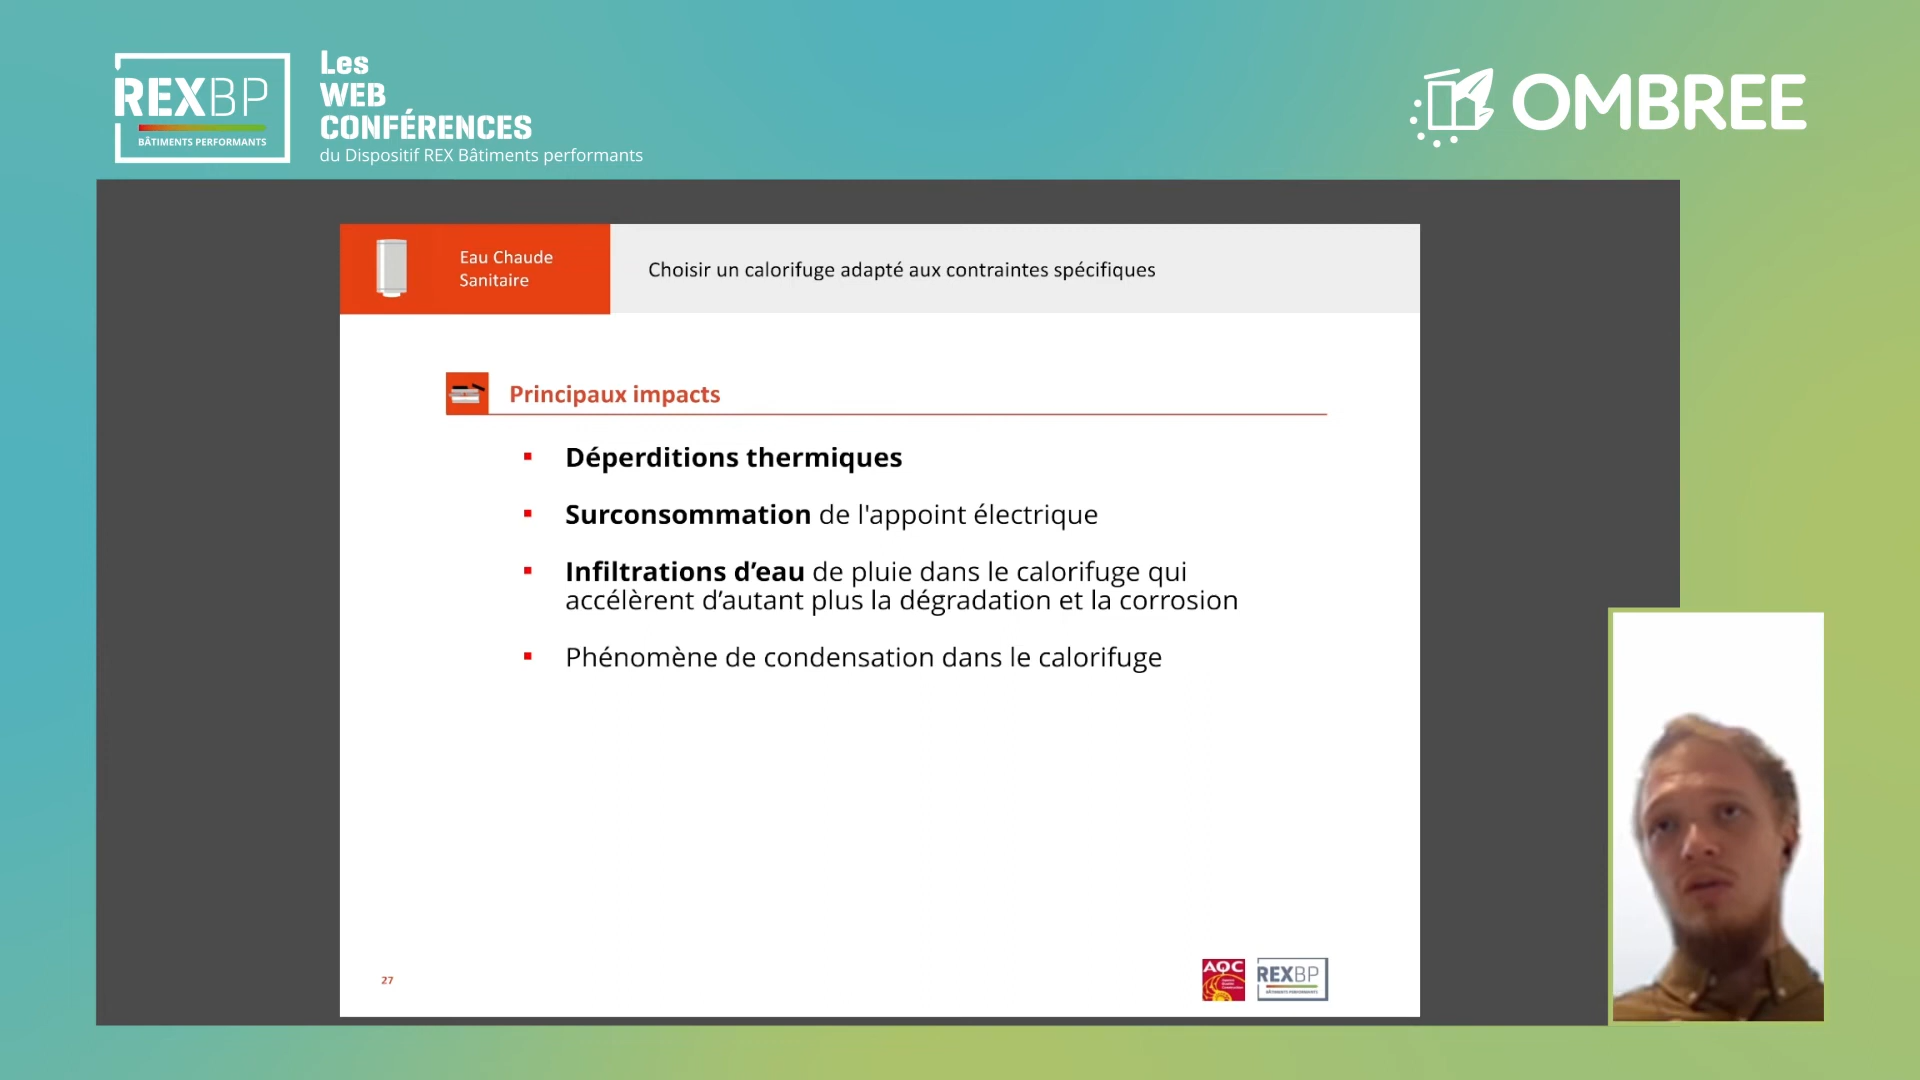 REXBP
BÂTIMENTS PERFORMANTS
Les
WEB
CONFÉRENCES
du Dispositif REX Bâtiments performants
OMBREE
Eau Chaude
Sanitaire
Choisir un calorifuge adapté aux contraintes spécifiques
Principaux impacts
▪ Déperditions thermiques
▪ Surconsommation de l'appoint électrique
▪ Infiltrations d’eau de pluie dans le calorifuge qui
accélèrent d’autant plus la dégradation et la corrosion
▪ Phénomène de condensation dans le calorifuge
27
AQC
REXBP
BÂTIMENTS PERFORMANTS